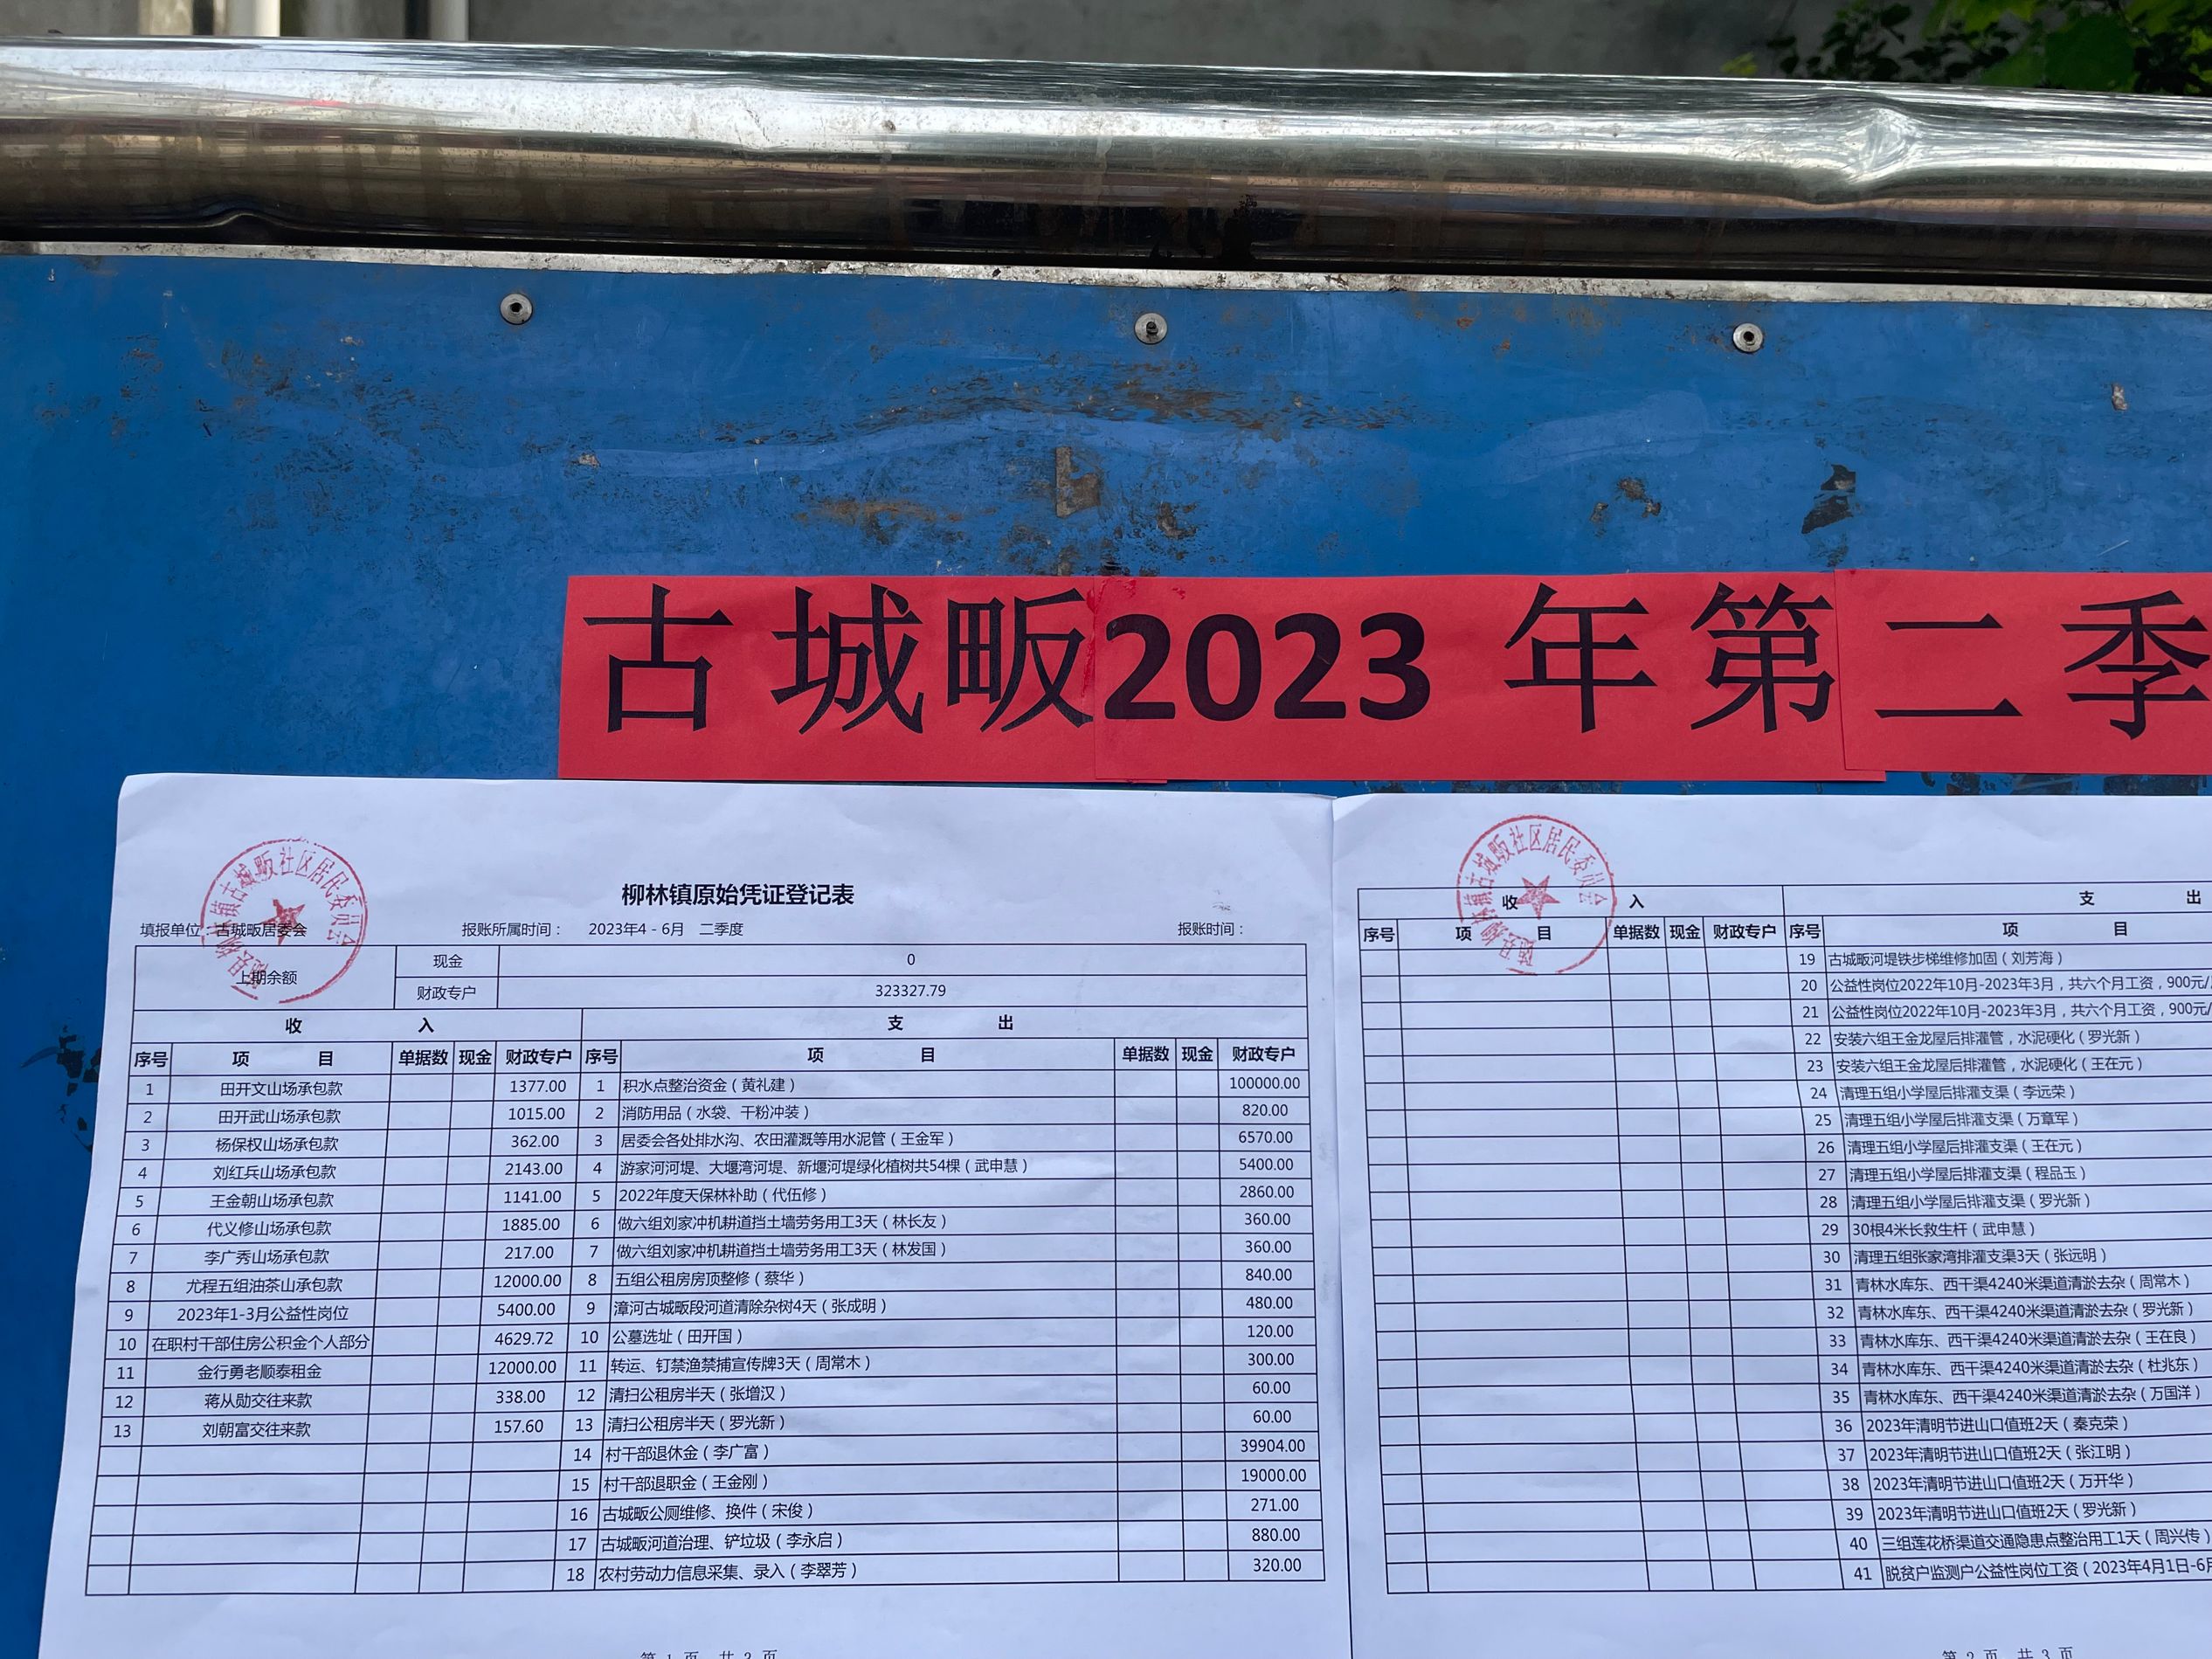 古城畈2023年第二季
随县柳林镇古城畈社区居民委员会
柳林镇原始凭证登记表
填报单位：古城畈居委会 报账所属时间： 2023年4-6月 二季度 报账时间：
上期余额 现金 0
财政专户 323327.79
收 入 支 出
序号 项 目 单据数 现金 财政专户 序号 项 目 单据数 现金 财政专户
1 田开文山场承包款 1377.00 1 积水点整治资金（黄礼建） 100000.00
2 田开武山场承包款 1015.00 2 消防用品（水袋、干粉冲装） 820.00
3 杨保权山场承包款 362.00 3 居委会各处排水沟、农田灌溉等用水泥管（王金军） 6570.00
4 刘红兵山场承包款 2143.00 4 游家河河堤、大堰湾河堤、新堰河堤绿化植树共54棵（武申慧） 5400.00
5 王金朝山场承包款 1141.00 5 2022年度天保林补助（代伍修） 2860.00
6 代义修山场承包款 1885.00 6 做六组刘家冲机耕道挡土墙劳务用工3天（林长友） 360.00
7 李广秀山场承包款 217.00 7 做六组刘家冲机耕道挡土墙劳务用工3天（林发国） 360.00
8 尤程五组油茶山承包款 12000.00 8 五组公租房房顶整修（蔡华） 840.00
9 2023年1-3月公益性岗位 5400.00 9 漳河古城畈段河道清除杂树4天（张成明） 480.00
10 在职村干部住房公积金个人部分 4629.72 10 公墓选址（田开国） 120.00
11 金行勇老顺泰租金 12000.00 11 转运、钉禁渔禁捕宣传牌3天（周常木） 300.00
12 蒋从勋交往来款 338.00 12 清扫公租房半天（张增汉） 60.00
13 刘朝富交往来款 157.60 13 清扫公租房半天（罗光新） 60.00
14 村干部退休金（李广富） 39904.00
15 村干部退职金（王金刚） 19000.00
16 古城畈公厕维修、换件（宋俊） 271.00
17 古城畈河道治理、铲垃圾（李永启） 880.00
18 农村劳动力信息采集、录入（李翠芳） 320.00
第 1 页 共 3 页
随县柳林镇古城畈社区居民委员会
收 入 支 出
序号 项 目 单据数 现金 财政专户 序号 项 目
19 古城畈河堤铁步梯维修加固（刘芳海）
20 公益性岗位2022年10月-2023年3月，共六个月工资，900元/
21 公益性岗位2022年10月-2023年3月，共六个月工资，900元/
22 安装六组王金龙屋后排灌管，水泥硬化（罗光新）
23 安装六组王金龙屋后排灌管，水泥硬化（王在元）
24 清理五组小学屋后排灌支渠（李远荣）
25 清理五组小学屋后排灌支渠（万章军）
26 清理五组小学屋后排灌支渠（王在元）
27 清理五组小学屋后排灌支渠（程品玉）
28 清理五组小学屋后排灌支渠（罗光新）
29 30根4米长救生杆（武申慧）
30 清理五组张家湾排灌支渠3天（张远明）
31 青林水库东、西干渠4240米渠道清淤去杂（周常木）
32 青林水库东、西干渠4240米渠道清淤去杂（罗光新）
33 青林水库东、西干渠4240米渠道清淤去杂（王在良）
34 青林水库东、西干渠4240米渠道清淤去杂（杜兆东）
35 青林水库东、西干渠4240米渠道清淤去杂（万国洋）
36 2023年清明节进山口值班2天（秦克荣）
37 2023年清明节进山口值班2天（张江明）
38 2023年清明节进山口值班2天（万开华）
39 2023年清明节进山口值班2天（罗光新）
40 三组莲花桥渠道交通隐患点整治用工1天（周兴传）
41 脱贫户监测户公益性岗位工资（2023年4月1日-6月
第 2 页 共 3 页